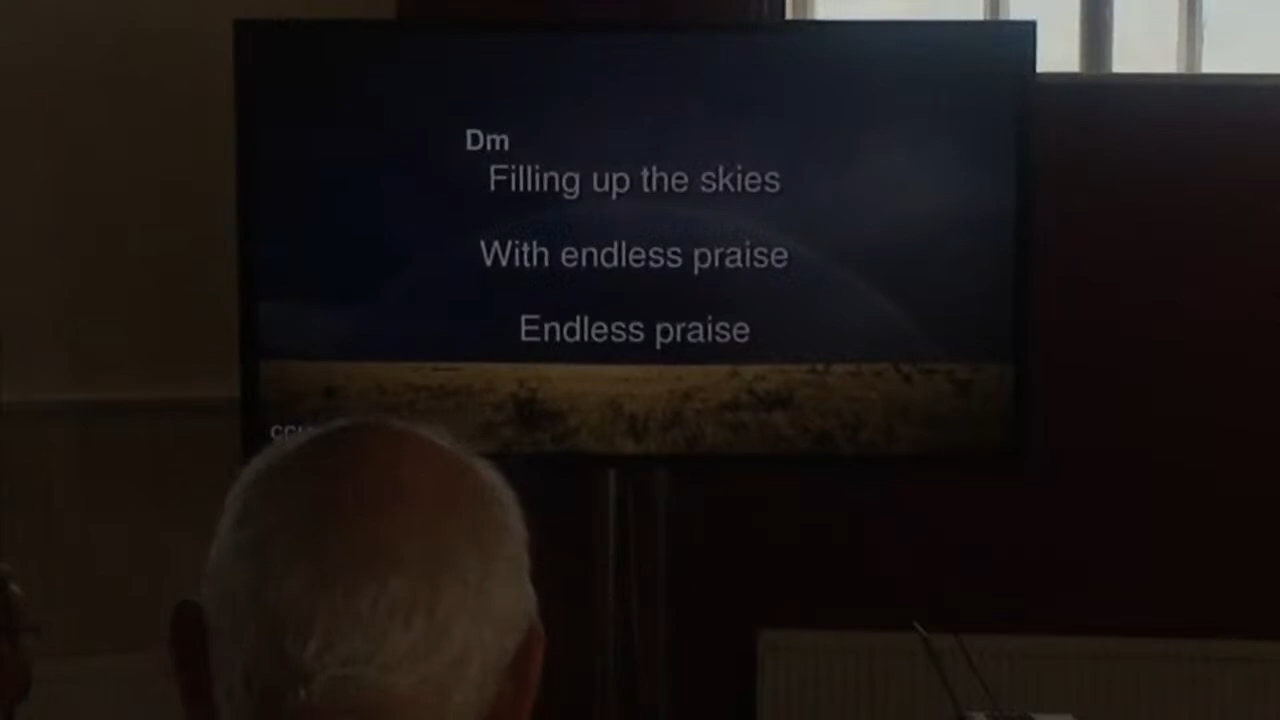 Dm
Filling up the skies
With endless praise
Endless praise